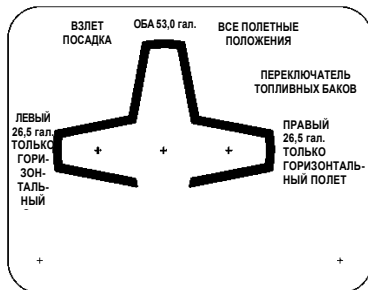 ВЗЛЕТ
ПОСАДКА
ОБА 53,0 гал.
ВСЕ ПОЛЕТНЫЕ
ПОЛОЖЕНИЯ
ПЕРЕКЛЮЧАТЕЛЬ
ТОПЛИВНЫХ БАКОВ
ЛЕВЫЙ
26,5 гал.
ТОЛЬКО
ГОРИ-
ЗОН-
ТАЛЬ-
НЫЙ
ПРАВЫЙ
26,5 гал.
ТОЛЬКО
ГОРИЗОНТАЛЬ-
НЫЙ ПОЛЕТ